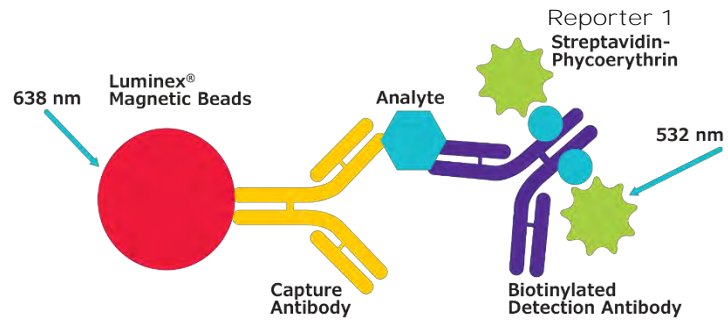 Reporter 1
Streptavidin-
Phycoerythrin
Luminex®
Magnetic Beads
638 nm
Analyte
532 nm
Capture
Antibody
Biotinylated
Detection Antibody